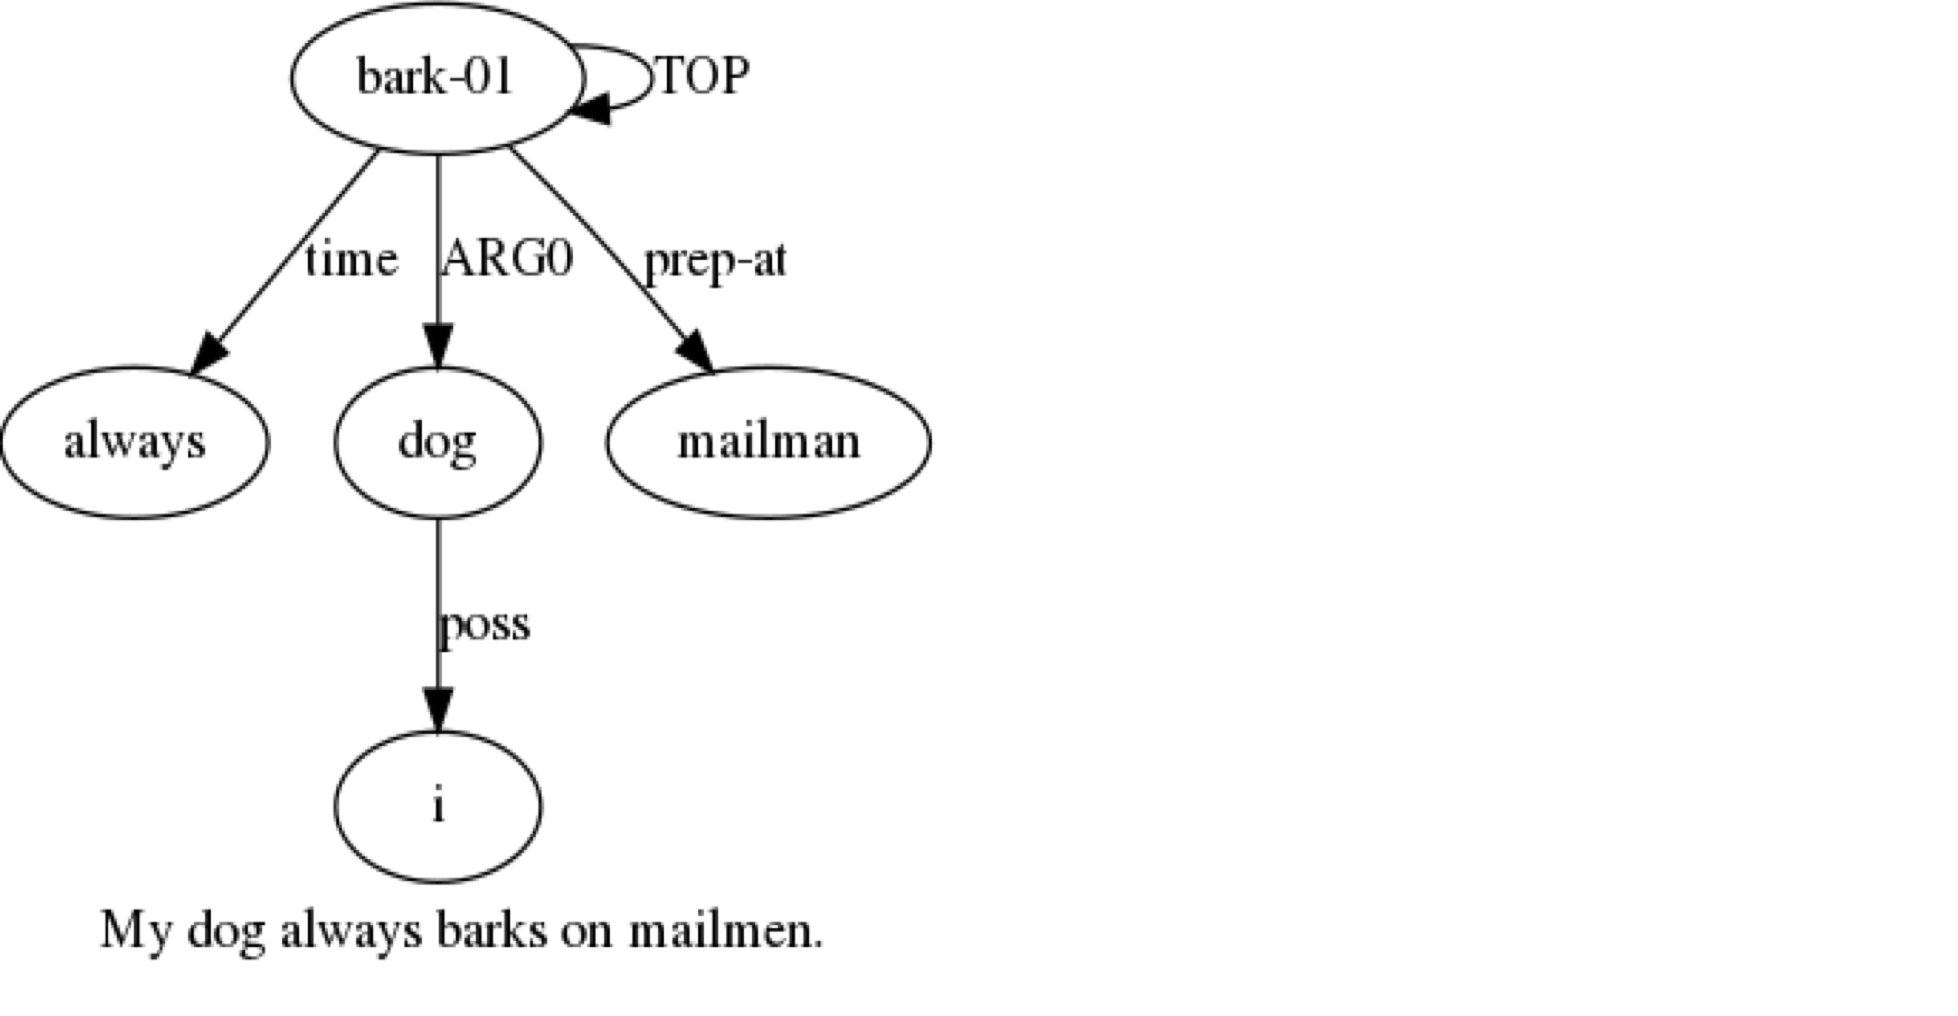 bark-01 TOP
time ARG0 prep-at
always dog mailman
poss
i
My dog always barks on mailmen.